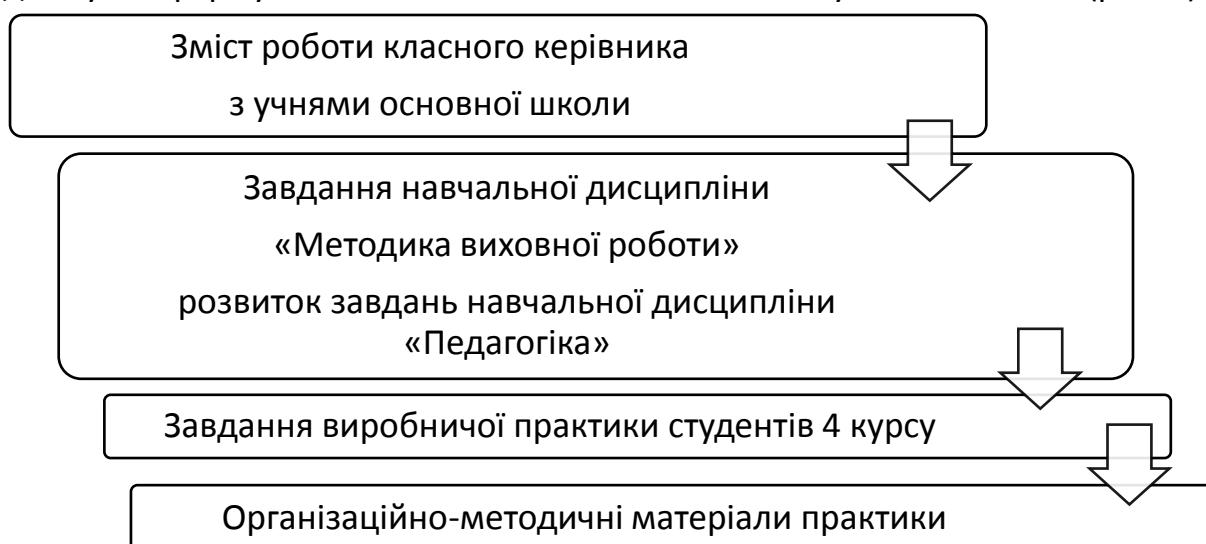 Зміст роботи класного керівника
з учнями основної школи
Завдання навчальної дисципліни
«Методика виховної роботи»
розвиток завдань навчальної дисципліни
«Педагогіка»
Завдання виробничої практики студентів 4 курсу
Організаційно-методичні матеріали практики